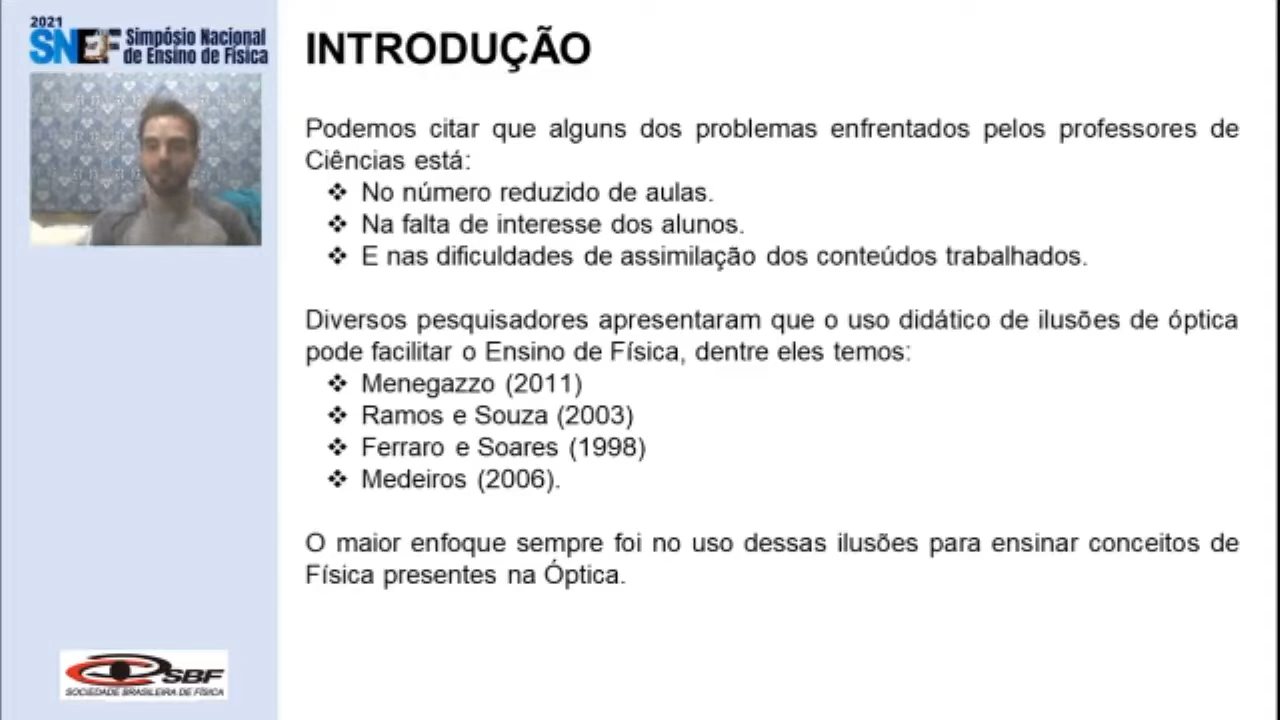 2021
SNEF Simpósio Nacional
de Ensino de Física
INTRODUÇÃO
Podemos citar que alguns dos problemas enfrentados pelos professores de
Ciências está:
❖ No número reduzido de aulas.
❖ Na falta de interesse dos alunos.
❖ E nas dificuldades de assimilação dos conteúdos trabalhados.
Diversos pesquisadores apresentaram que o uso didático de ilusões de óptica
pode facilitar o Ensino de Física, dentre eles temos:
❖ Menegazzo (2011)
❖ Ramos e Souza (2003)
❖ Ferraro e Soares (1998)
❖ Medeiros (2006).
O maior enfoque sempre foi no uso dessas ilusões para ensinar conceitos de
Física presentes na Óptica.
SBF
SOCIEDADE BRASILEIRA DE FÍSICA